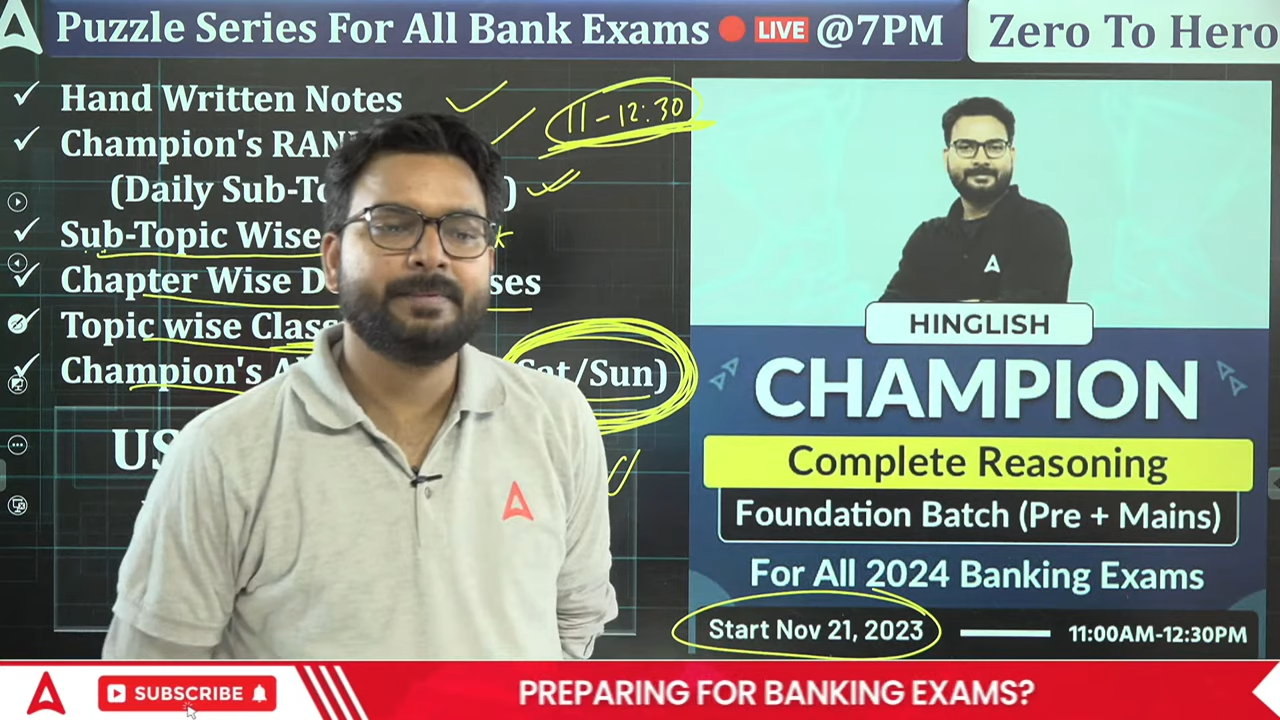 Puzzle Series For All Bank Exams LIVE @7PM
Zero To Hero
Hand Written Notes
11-12:30
Champion's RAN
(Daily Sub-To )
Sub-Topic Wise
Chapter Wise D ses
Topic wise Class
Champion's A Sat/Sun)
US
HINGLISH
CHAMPION
Complete Reasoning
Foundation Batch (Pre + Mains)
For All 2024 Banking Exams
Start Nov 21, 2023
11:00AM-12:30PM
SUBSCRIBE
PREPARING FOR BANKING EXAMS?